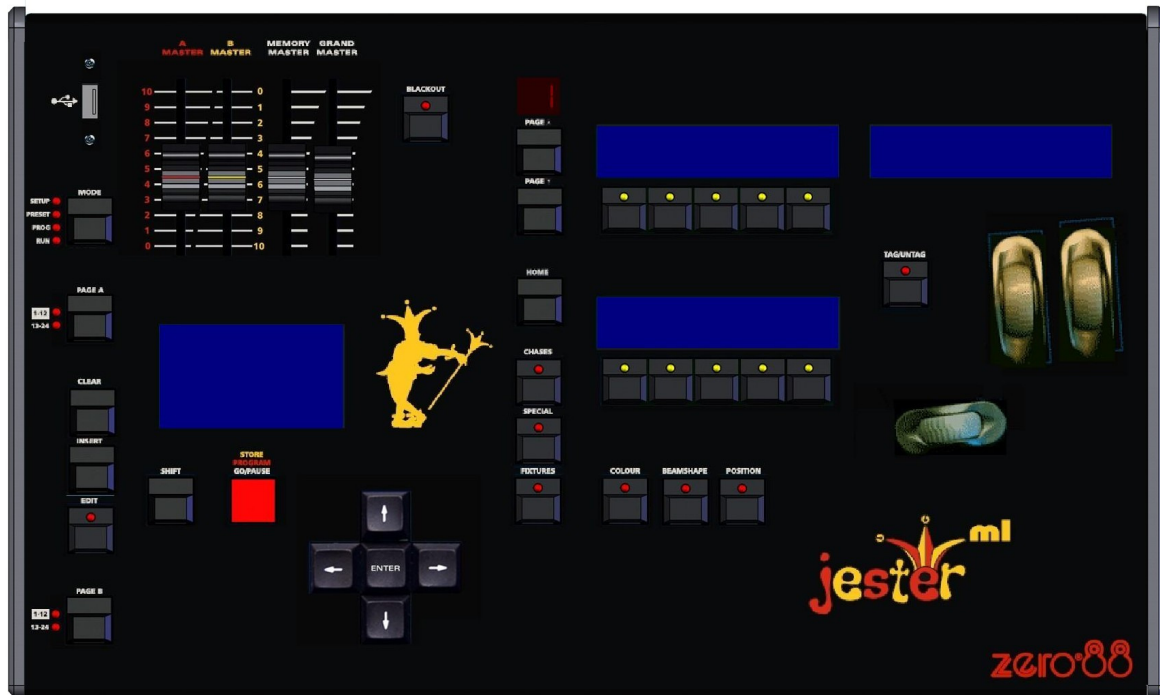 A MASTER
B MASTER
MEMORY MASTER
GRAND MASTER
BLACKOUT
10 0
9 1
8 2
7 3
6 4
5 5
4 6
3 7
2 8
1 9
0 10
MODE
SETUP
PRESET
PROG
RUN
PAGE
PAGE
HOME
TAG/UNTAG
PAGE A
1-12
13-24
CHASES
CLEAR
SPECIAL
INSERT
STORE
PROGRAM
SHIFT
GO/PAUSE
FIXTURES
COLOUR
BEAMSHAPE
POSITION
EDIT
ENTER
jester ml
PAGE B
1-12
13-24
zero 88